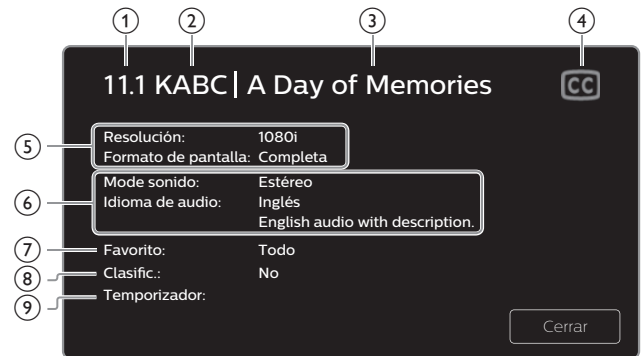 1 2 3 4
11.1 KABC | A Day of Memories CC
5 Resolución: 1080i
Formato de pantalla: Completa
6 Mode sonido: Estéreo
Idioma de audio: Inglés
English audio with description.
7 Favorito: Todo
8 Clasific.: No
9 Temporizador:
Cerrar